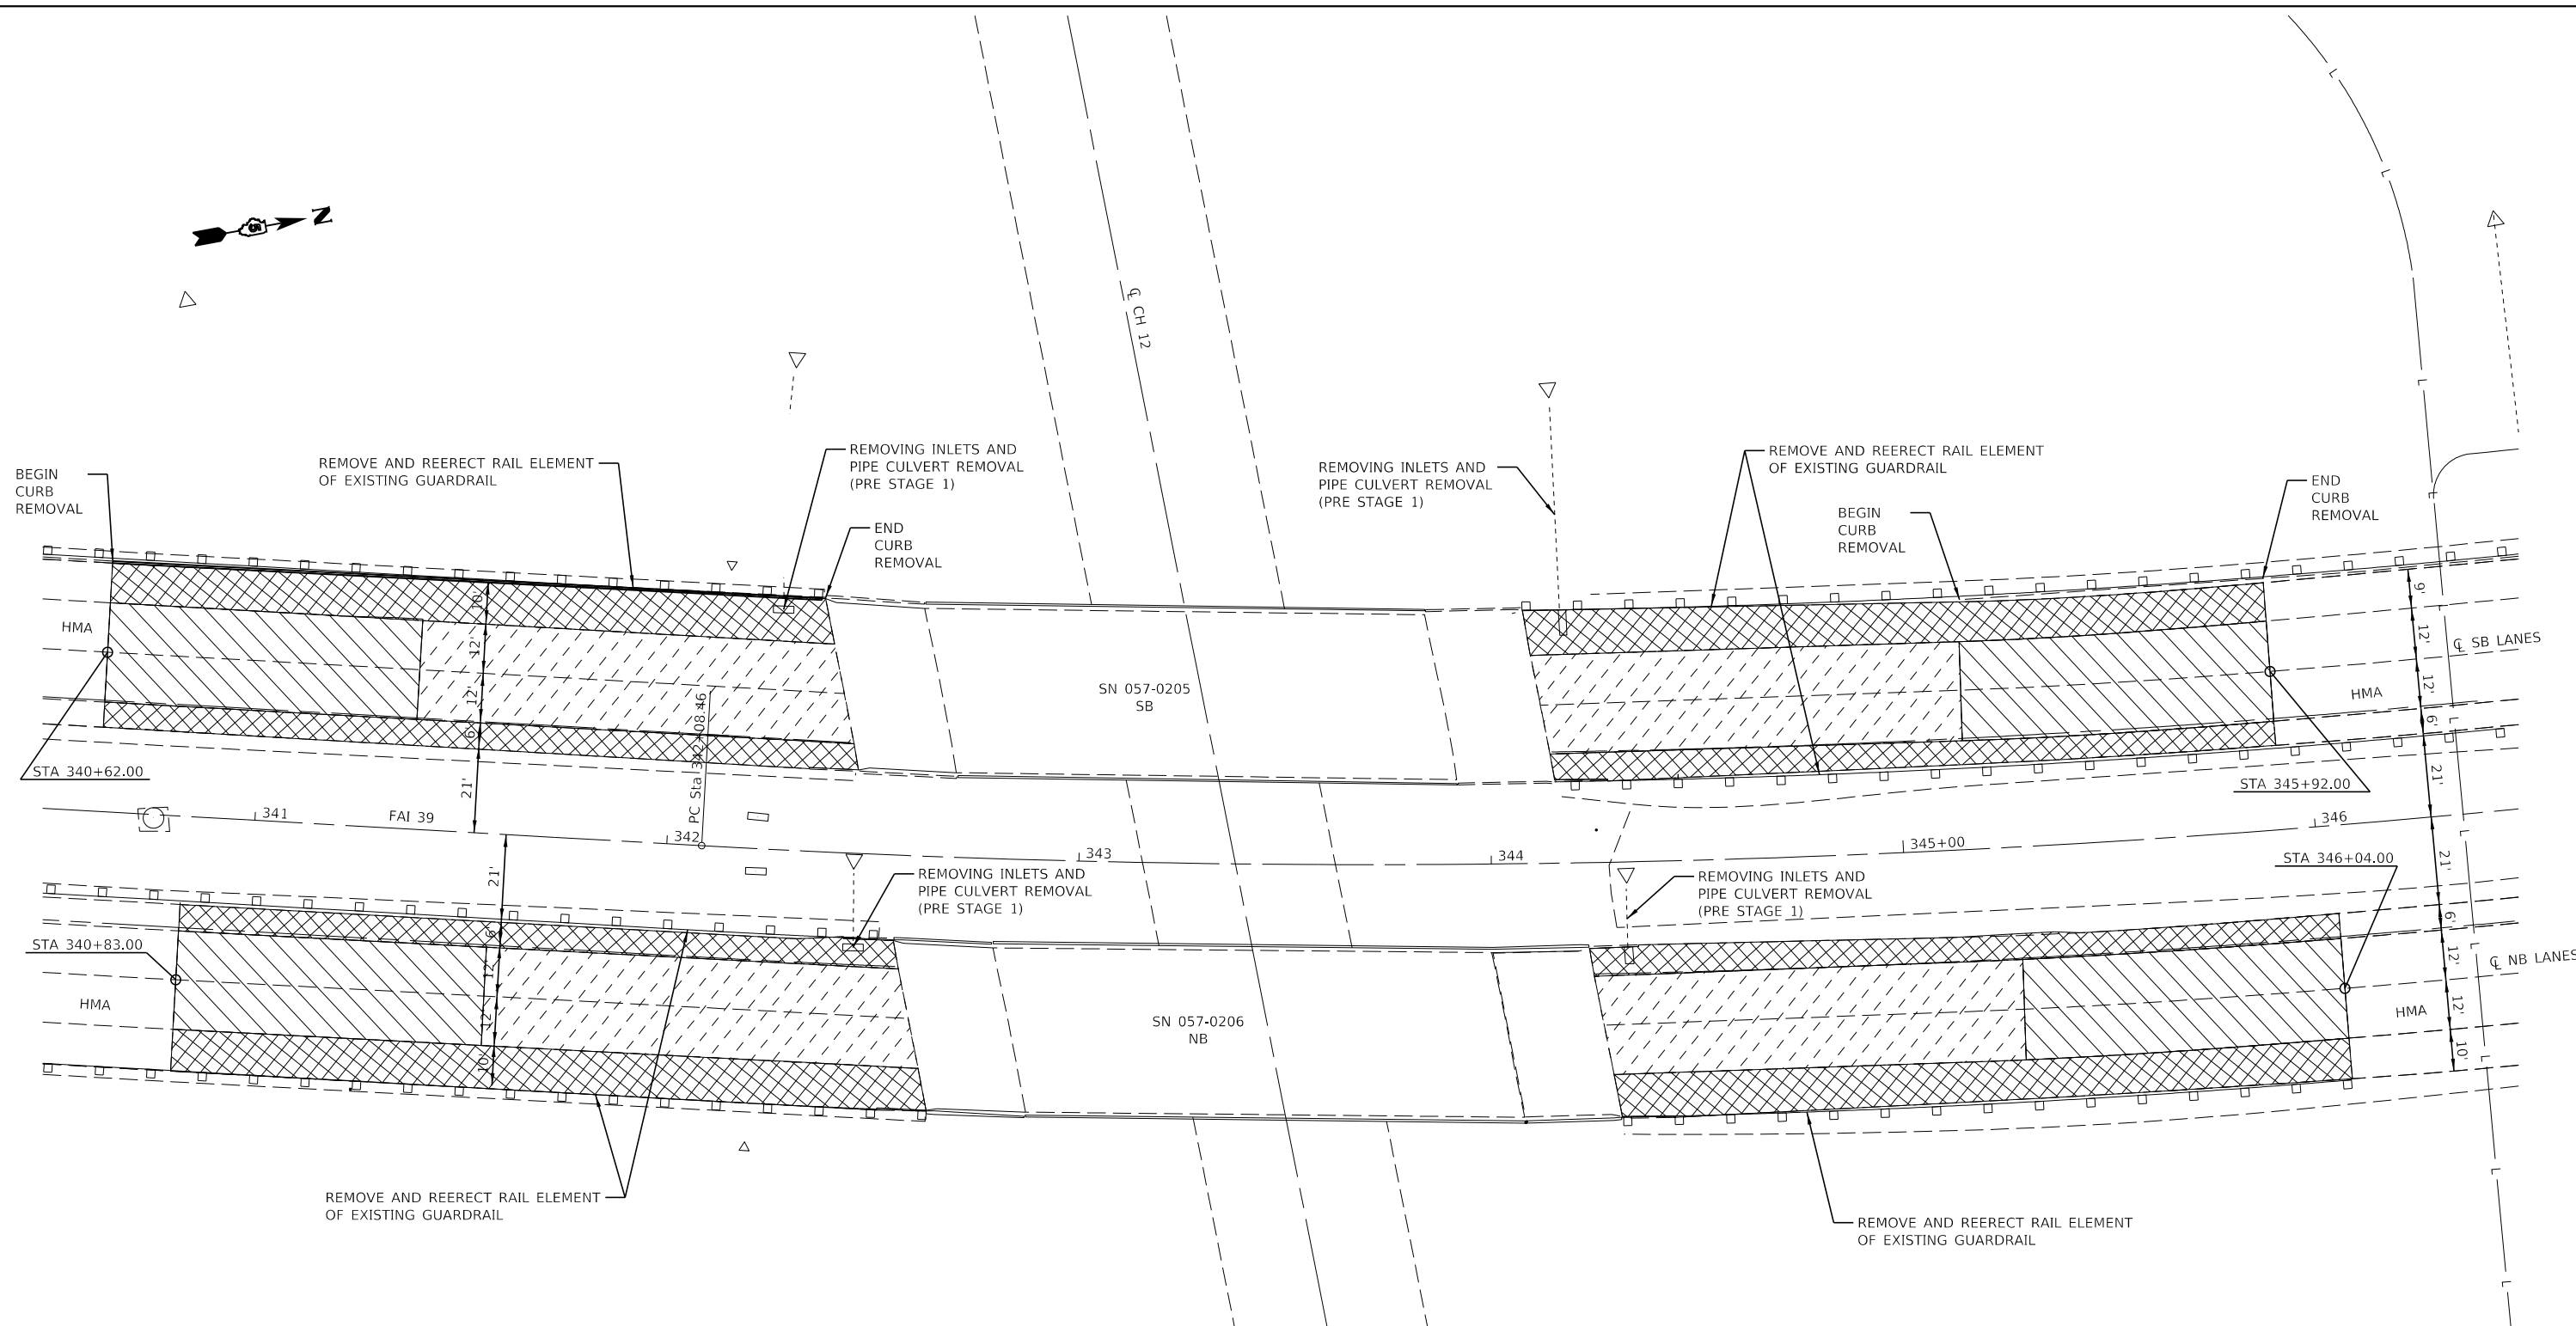 N
5
℄ CH 12
BEGIN
CURB
REMOVAL
REMOVE AND REERECT RAIL ELEMENT
OF EXISTING GUARDRAIL
REMOVING INLETS AND
PIPE CULVERT REMOVAL
(PRE STAGE 1)
END
CURB
REMOVAL
REMOVING INLETS AND
PIPE CULVERT REMOVAL
(PRE STAGE 1)
REMOVE AND REERECT RAIL ELEMENT
OF EXISTING GUARDRAIL
BEGIN
CURB
REMOVAL
END
CURB
REMOVAL
HMA
10'
12'
12'
6'
21'
STA 340+62.00
PC Sta 342+08.46
SN 057-0205
SB
9'
12'
12'
6'
21'
℄ SB LANES
HMA
STA 345+92.00
341
FAI 39
342
343
344
345+00
346
STA 346+04.00
REMOVING INLETS AND
PIPE CULVERT REMOVAL
(PRE STAGE 1)
REMOVING INLETS AND
PIPE CULVERT REMOVAL
(PRE STAGE 1)
STA 340+83.00
HMA
21'
6'
12'
12'
10'
SN 057-0206
NB
21'
6'
12'
12'
10'
℄ NB LANES
HMA
REMOVE AND REERECT RAIL ELEMENT
OF EXISTING GUARDRAIL
REMOVE AND REERECT RAIL ELEMENT
OF EXISTING GUARDRAIL
L
L
L
L
L
L
L
L
L
L
L